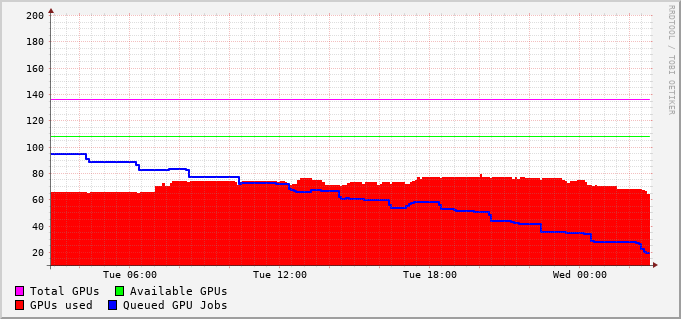 200
180
160
140
120
100
80
60
40
20
Tue 06:00 Tue 12:00 Tue 18:00 Wed 00:00
Total GPUs Available GPUs
GPUs used Queued GPU Jobs
RRDTOOL / TOBI OETIKER